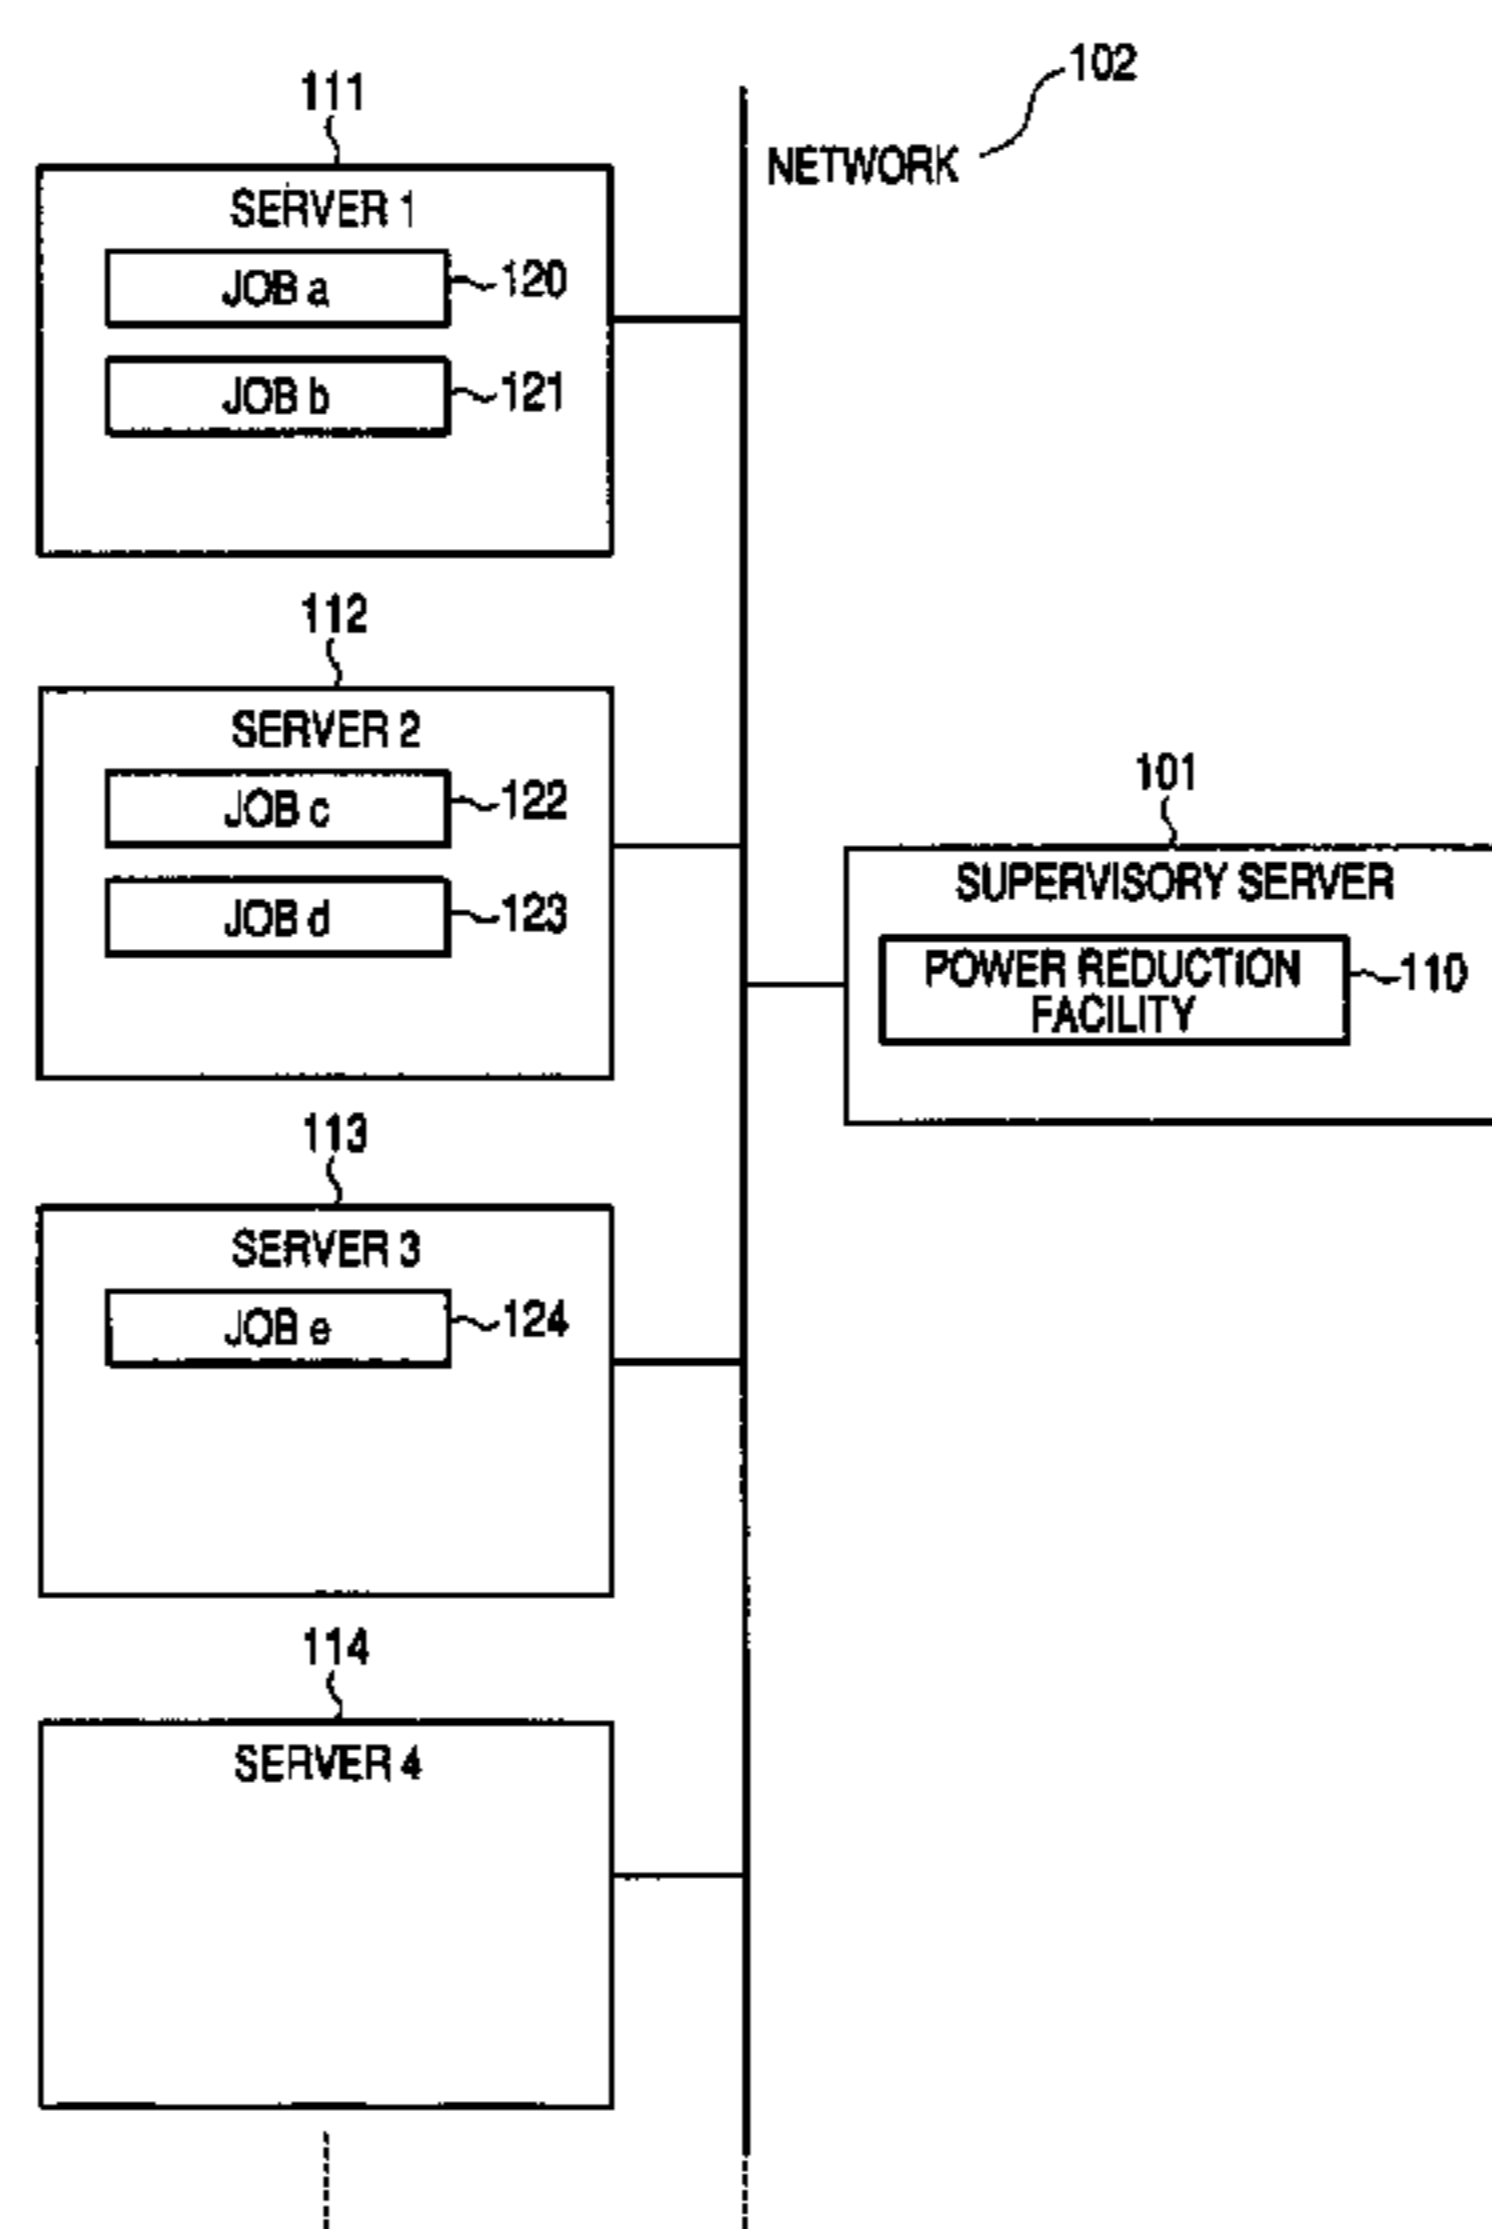 102
NETWORK
111
SERVER 1
JOB a
120
JOB b
121
112
SERVER 2
JOB c
122
JOB d
123
101
SUPERVISORY SERVER
POWER REDUCTION
FACILITY
110
113
SERVER 3
JOB e
124
114
SERVER 4